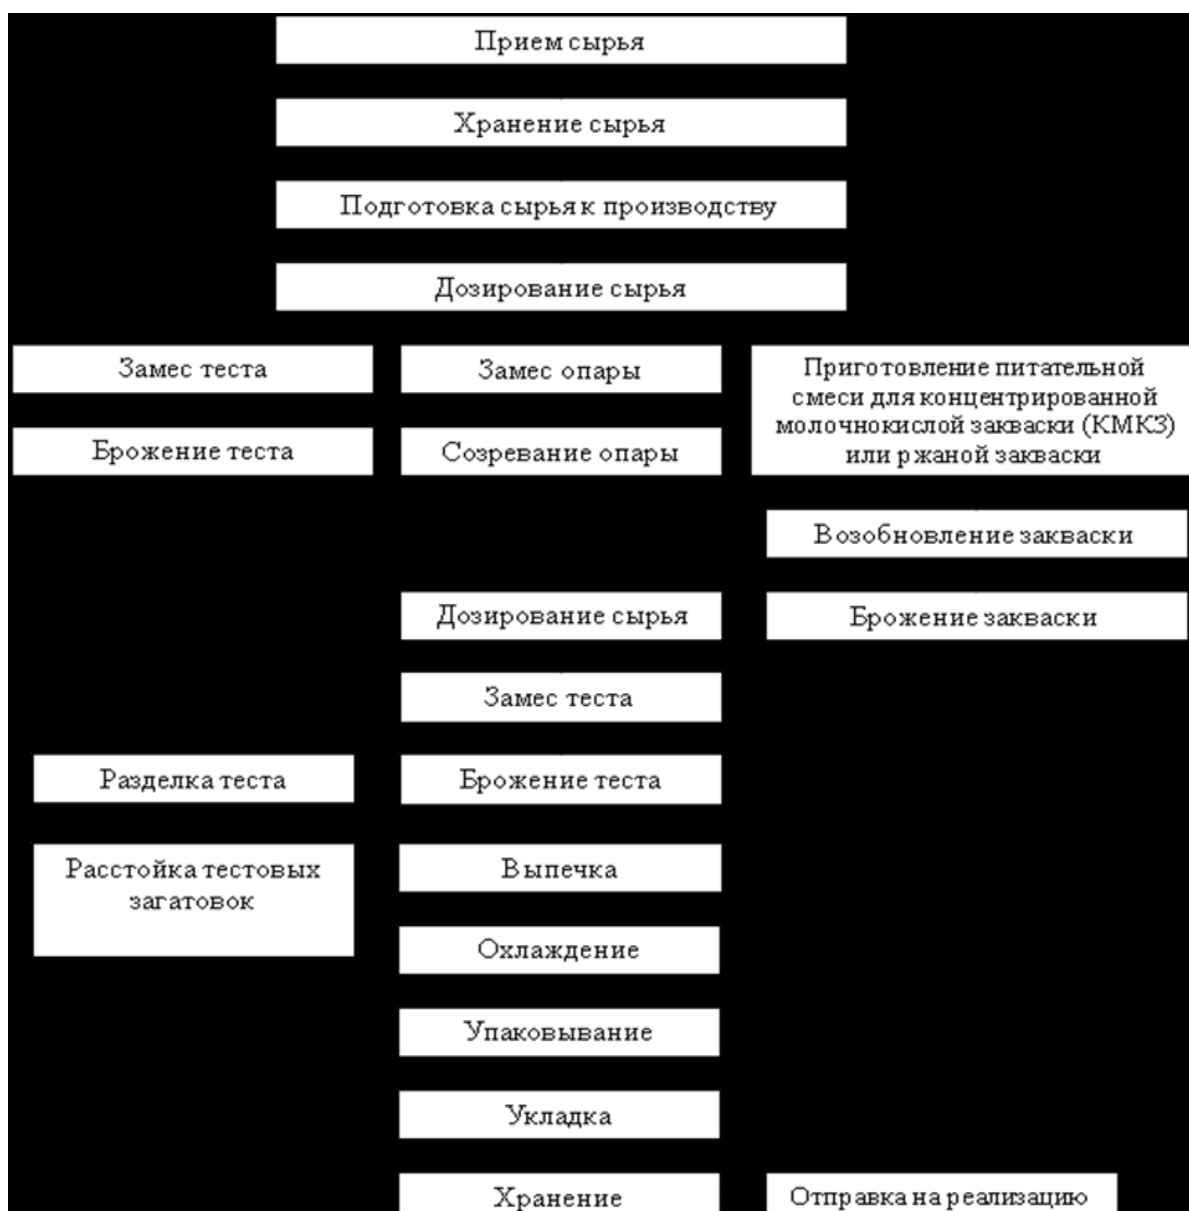 Прием сырья
Хранение сырья
Подготовка сырья к производству
Дозирование сырья
Замес теста
Замес опары
Приготовление питательной
смеси для концентрированной
молочнокислой закваски (КМКЗ)
или ржаной закваски
Брожение теста
Созревание опары
Возобновление закваски
Дозирование сырья
Брожение закваски
Замес теста
Разделка теста
Брожение теста
Расстойка тестовых
загатовок
Выпечка
Охлаждение
Упаковывание
Укладка
Хранение
Отправка на реализацию